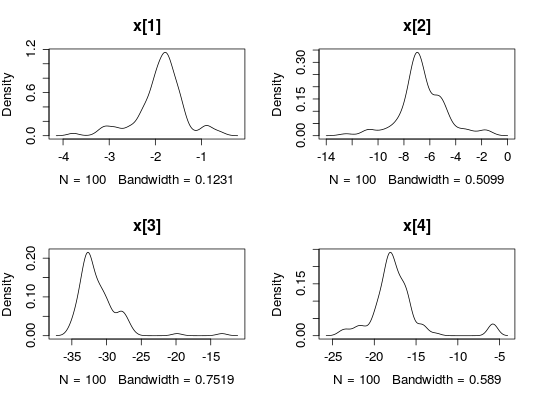 x[1]
Density
0.0
0.6
1.2
-4
-3
-2
-1
N = 100 Bandwidth = 0.1231
x[2]
Density
0.00
0.15
0.30
-14
-10
-8
-6
-4
-2
0
N = 100 Bandwidth = 0.5099
x[3]
Density
0.00
0.10
0.20
-35
-30
-25
-20
-15
N = 100 Bandwidth = 0.7519
x[4]
Density
0.00
0.15
-25
-20
-15
-10
-5
N = 100 Bandwidth = 0.589